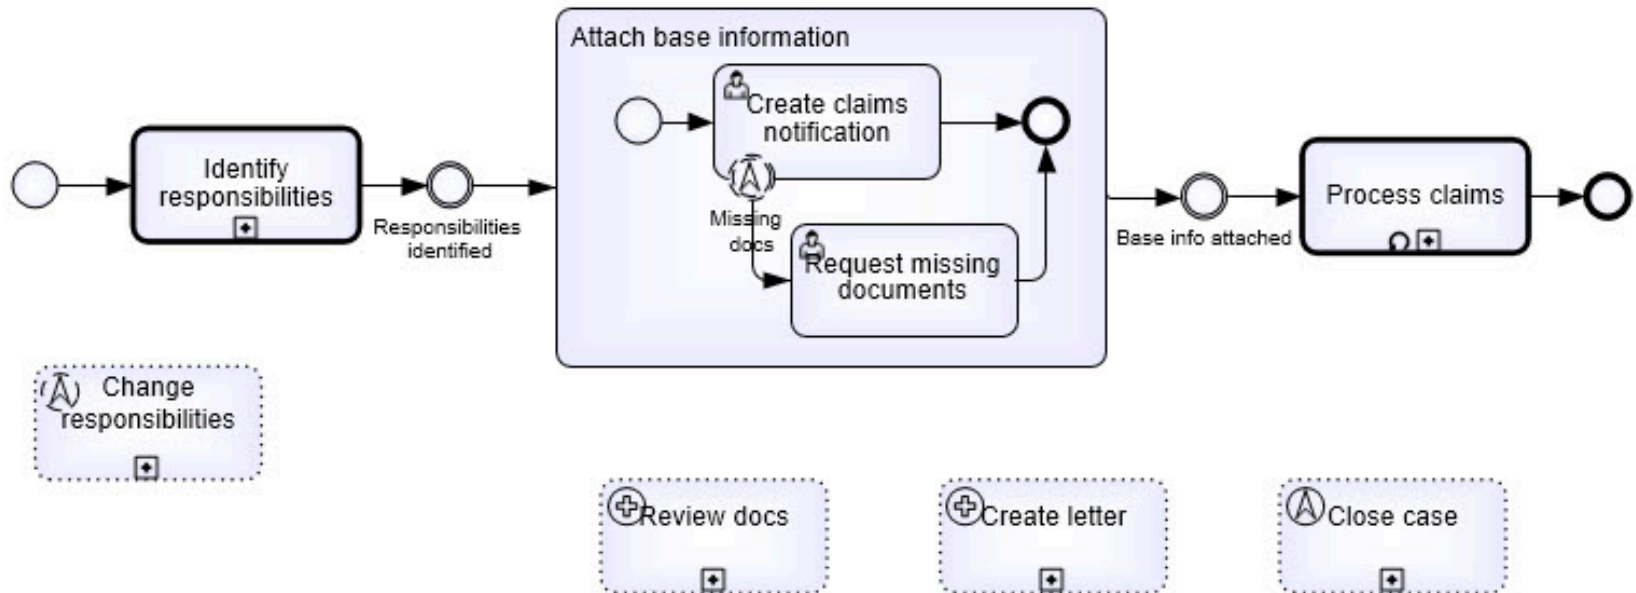 Attach base information
Create claims
notification
Identify
responsibilities
Responsibilities
identified
Missing
docs
Request missing
documents
Base info attached
Process claims
Change
responsibilities
Review docs
Create letter
Close case